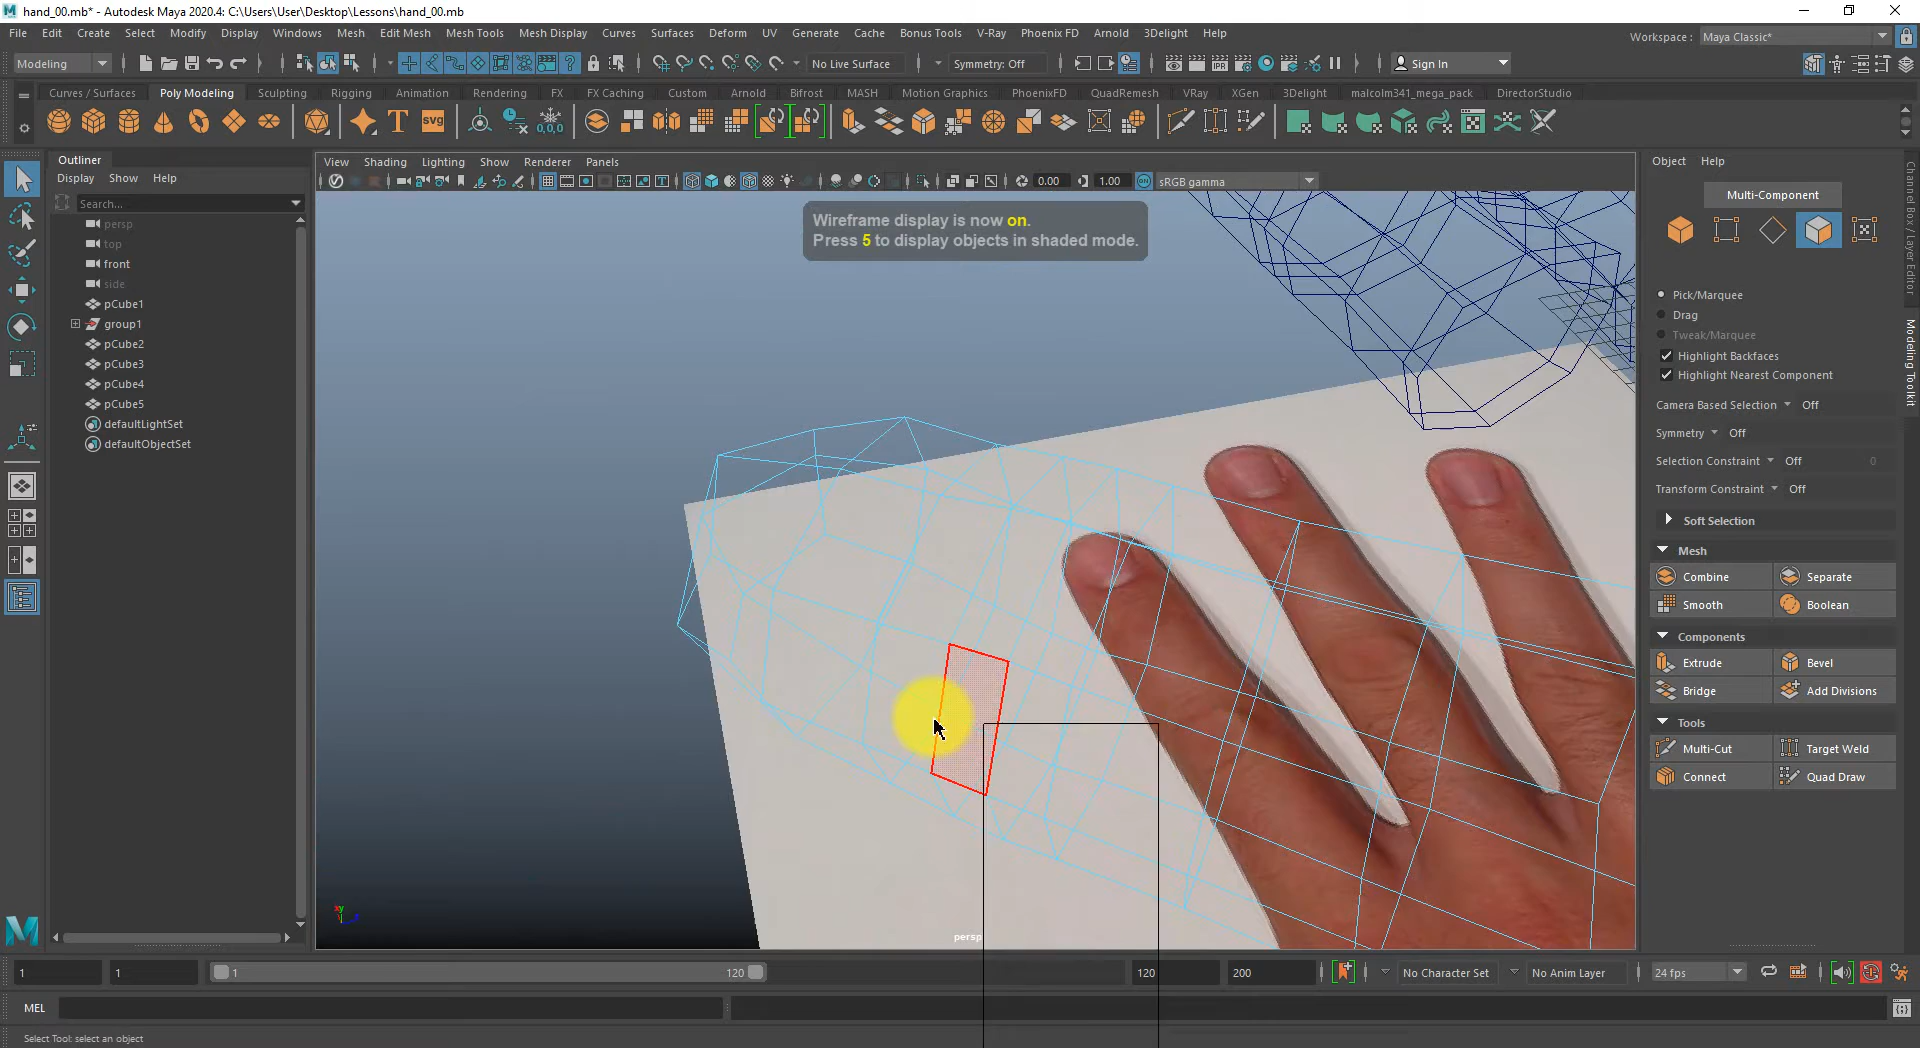 hand_00.mb* - Autodesk Maya 2020.4: C:\Users\User\Desktop\Lessons\hand_00.mb
File Edit Create Select Modify Display Windows Mesh Edit Mesh Mesh Tools Mesh Display Curves Surfaces Deform UV Generate Cache Bonus Tools V-Ray Phoenix FD Arnold 3Delight Help
Workspace : Maya Classic*
Modeling No Live Surface Symmetry: Off Sign In
Curves / Surfaces Poly Modeling Sculpting Rigging Animation Rendering FX FX Caching Custom Arnold Bifrost MASH Motion Graphics PhoenixFD QuadRemesh VRay XGen 3Delight malcolm341_mega_pack DirectorStudio
T svg 0,0,0 IPR
Outliner
Display Show Help
Search...
persp
top
front
side
pCube1
group1
pCube2
pCube3
pCube4
pCube5
defaultLightSet
defaultObjectSet
View Shading Lighting Show Renderer Panels
0.00 1.00 ON sRGB gamma
Wireframe display is now on.
Press 5 to display objects in shaded mode.
persp
Object Help
Multi-Component
Pick/Marquee
Drag
Tweak/Marquee
Highlight Backfaces
Highlight Nearest Component
Camera Based Selection Off
Symmetry Off
Selection Constraint Off 0
Transform Constraint Off
Soft Selection
Mesh
Combine Separate
Smooth Boolean
Components
Extrude Bevel
Bridge Add Divisions
Tools
Multi-Cut Target Weld
Connect Quad Draw
Channel Box / Layer Editor
Modeling Toolkit
1 1 1 120 120 200 No Character Set No Anim Layer 24 fps
MEL
Select Tool: select an object